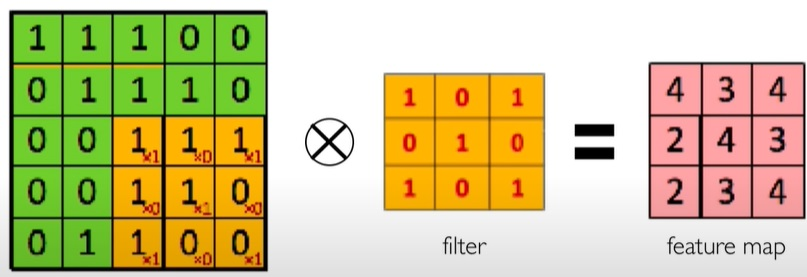 1 1 1 0 0
0 1 1 1 0
0 0 1×1 1×0 1×1
0 0 1×0 1×1 0×0
0 1 1×1 0×0 0×1
⊗
1 0 1
0 1 0
1 0 1
filter
=
4 3 4
2 4 3
2 3 4
feature map